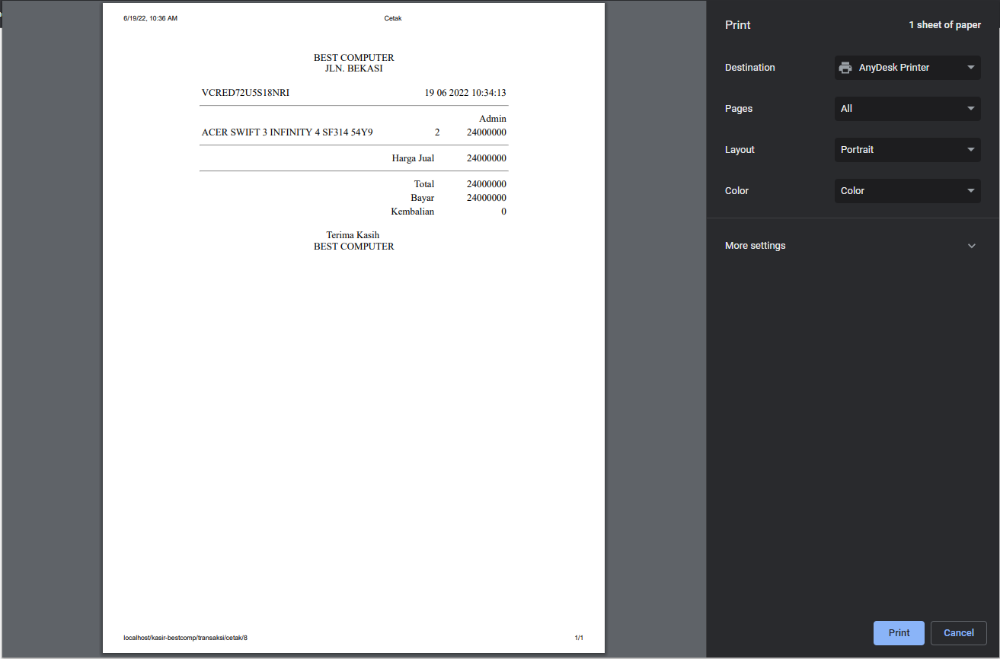 6/19/22, 10:36 AM Cetak
BEST COMPUTER
JLN. BEKASI
VCRED72U5S18NRI 19 06 2022 10:34:13
Admin
ACER SWIFT 3 INFINITY 4 SF314 54Y9 2 24000000
Harga Jual 24000000
Total 24000000
Bayar 24000000
Kembalian 0
Terima Kasih
BEST COMPUTER
localhost/kasir-bestcomp/transaksi/cetak/8 1/1
Print 1 sheet of paper
Destination AnyDesk Printer
Pages All
Layout Portrait
Color Color
More settings
Print Cancel